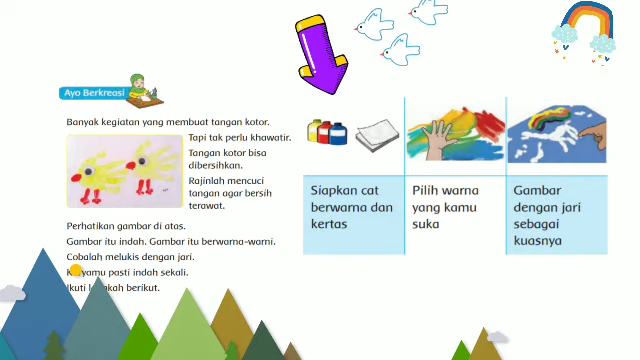 Ayo Berkreasi
Banyak kegiatan yang membuat tangan kotor.
Tapi tak perlu khawatir.
Tangan kotor bisa
dibersihkan.
Rajinlah mencuci
tangan agar bersih
terawat.
Perhatikan gambar di atas.
Gambar itu indah. Gambar itu berwarna-warni.
Cobalah melukis dengan jari.
pasti indah sekali.
berikut.
Siapkan cat
berwarna dan
kertas
Pilih warna
yang kamu
suka
Gambar
dengan jari
sebagai
kuasnya